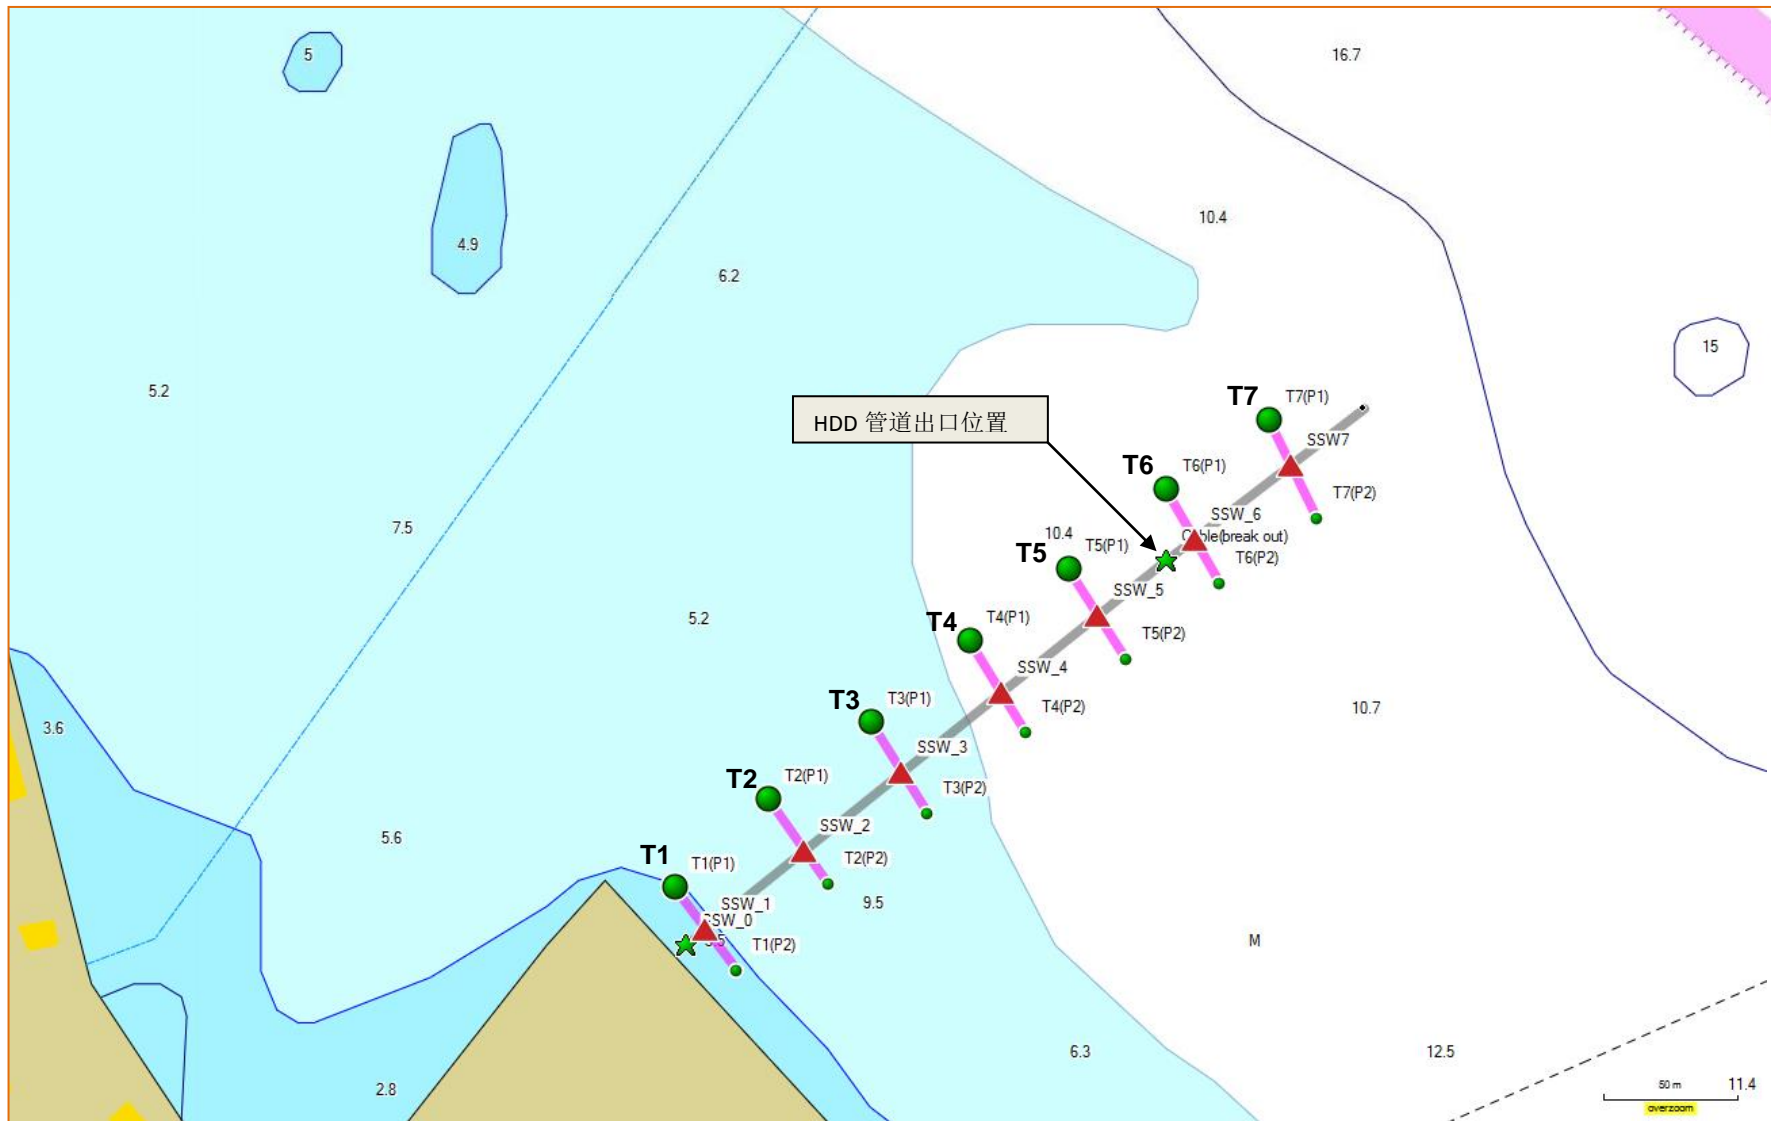 5
16.7
4.9
10.4
6.2
15
5.2
T7
T7(P1)
HDD 管道出口位置
SSW7
T6
T6(P1)
T7(P2)
7.5
SSW_6
10.4
Cable(break out)
T5
T5(P1)
T6(P2)
SSW_5
5.2
T4
T4(P1)
T5(P2)
SSW_4
T3
T3(P1)
T4(P2)
10.7
3.6
SSW_3
T2
T2(P1)
T3(P2)
SSW_2
5.6
T1
T1(P1)
T2(P2)
SSW_1
9.5
SSW_0
T1(P2)
M
6.3
12.5
2.8
50 m
11.4
overzoom